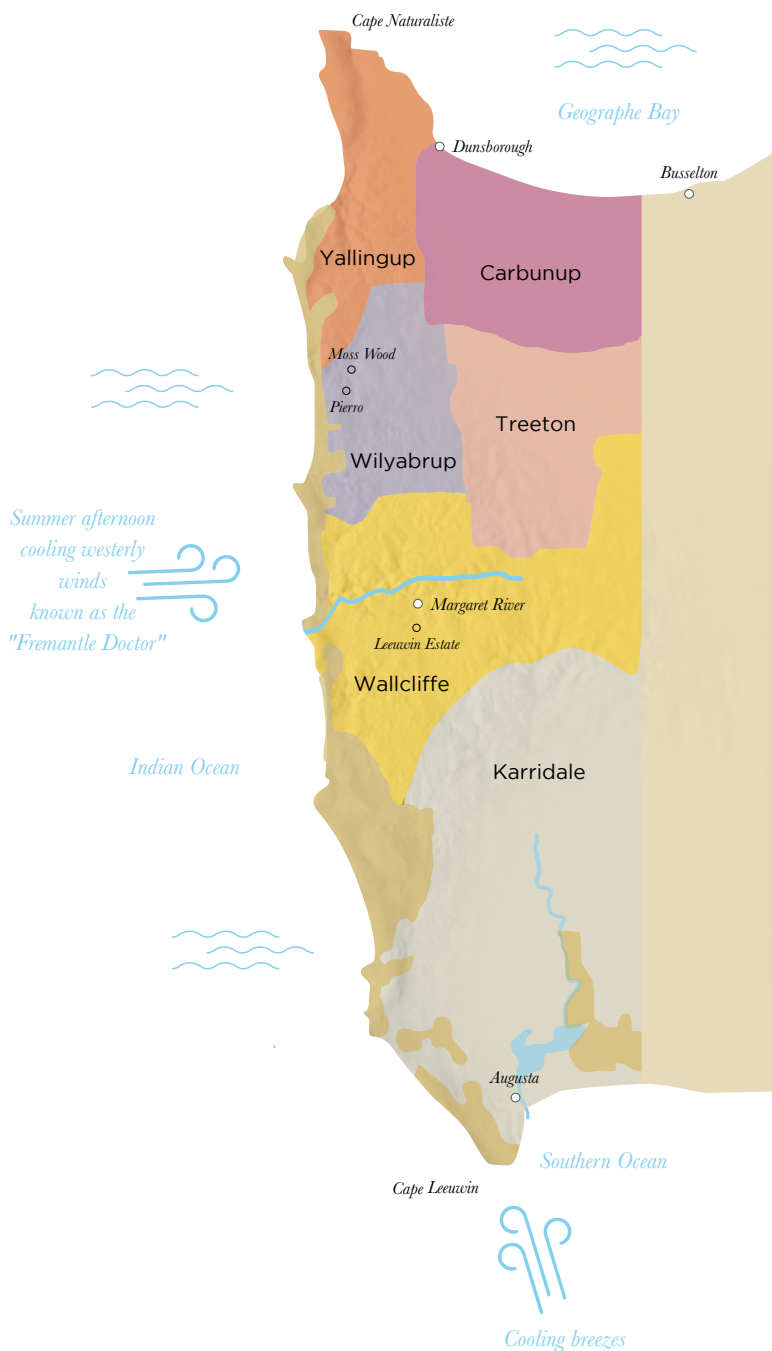 Cape Naturaliste
Geographe Bay
Dunsborough
Busselton
Yallingup
Carbunup
Moss Wood
Pierro
Treeton
Wilyabrup
Summer afternoon
cooling westerly
winds
known as the
"Fremantle Doctor"
Margaret River
Leeuwin Estate
Wallcliffe
Indian Ocean
Karridale
Augusta
Southern Ocean
Cape Leeuwin
Cooling breezes